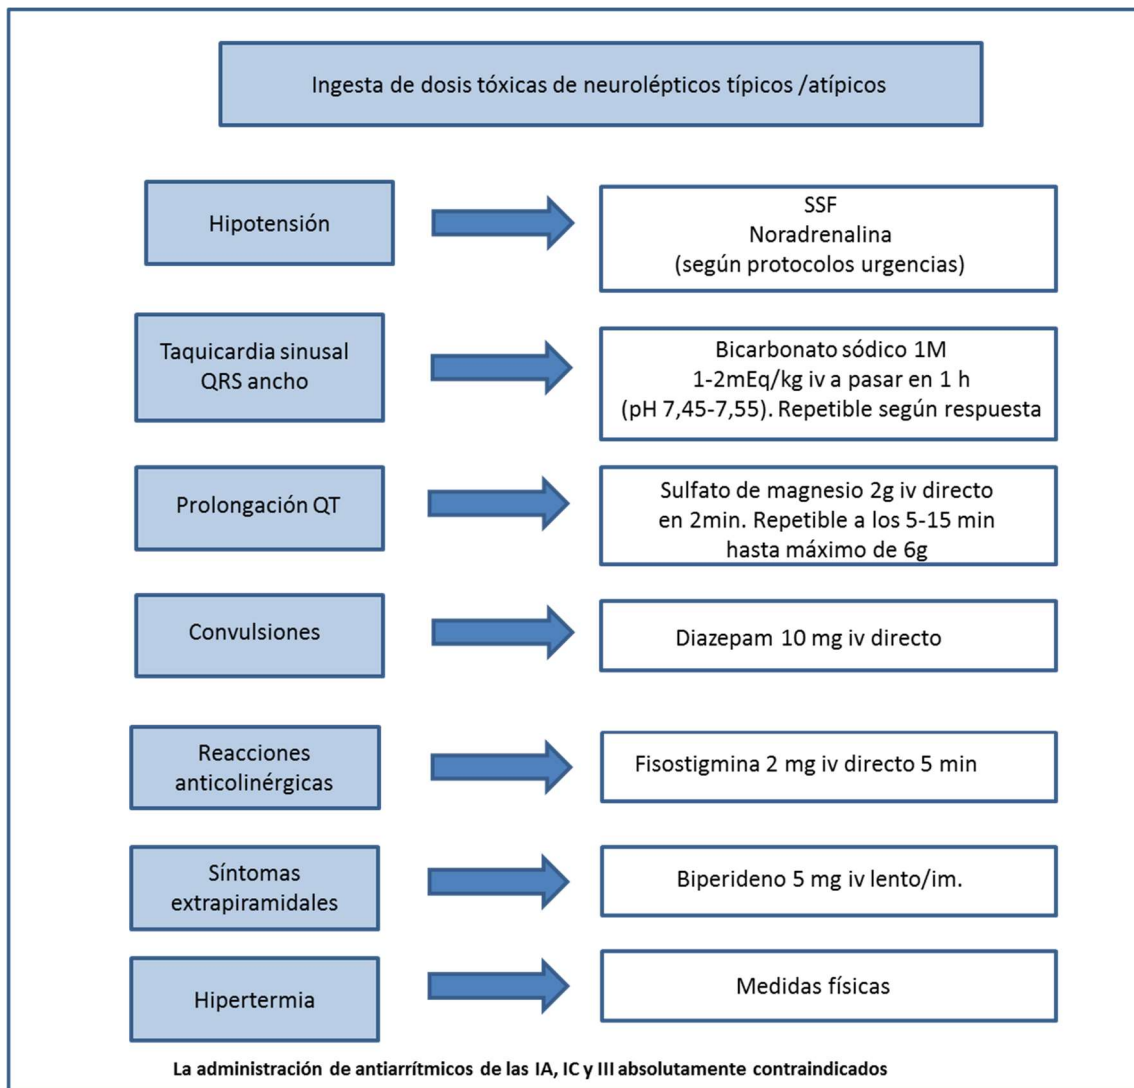 Ingesta de dosis tóxicas de neurolépticos típicos /atípicos
Hipotensión
SSF
Noradrenalina
(según protocolos urgencias)
Taquicardia sinusal
QRS ancho
Bicarbonato sódico 1M
1-2mEq/kg iv a pasar en 1 h
(pH 7,45-7,55). Repetible según respuesta
Prolongación QT
Sulfato de magnesio 2g iv directo
en 2min. Repetible a los 5-15 min
hasta máximo de 6g
Convulsiones
Diazepam 10 mg iv directo
Reacciones
anticolinérgicas
Fisostigmina 2 mg iv directo 5 min
Síntomas
extrapiramidales
Biperideno 5 mg iv lento/im.
Hipertermia
Medidas físicas
La administración de antiarrítmicos de las IA, IC y III absolutamente contraindicados